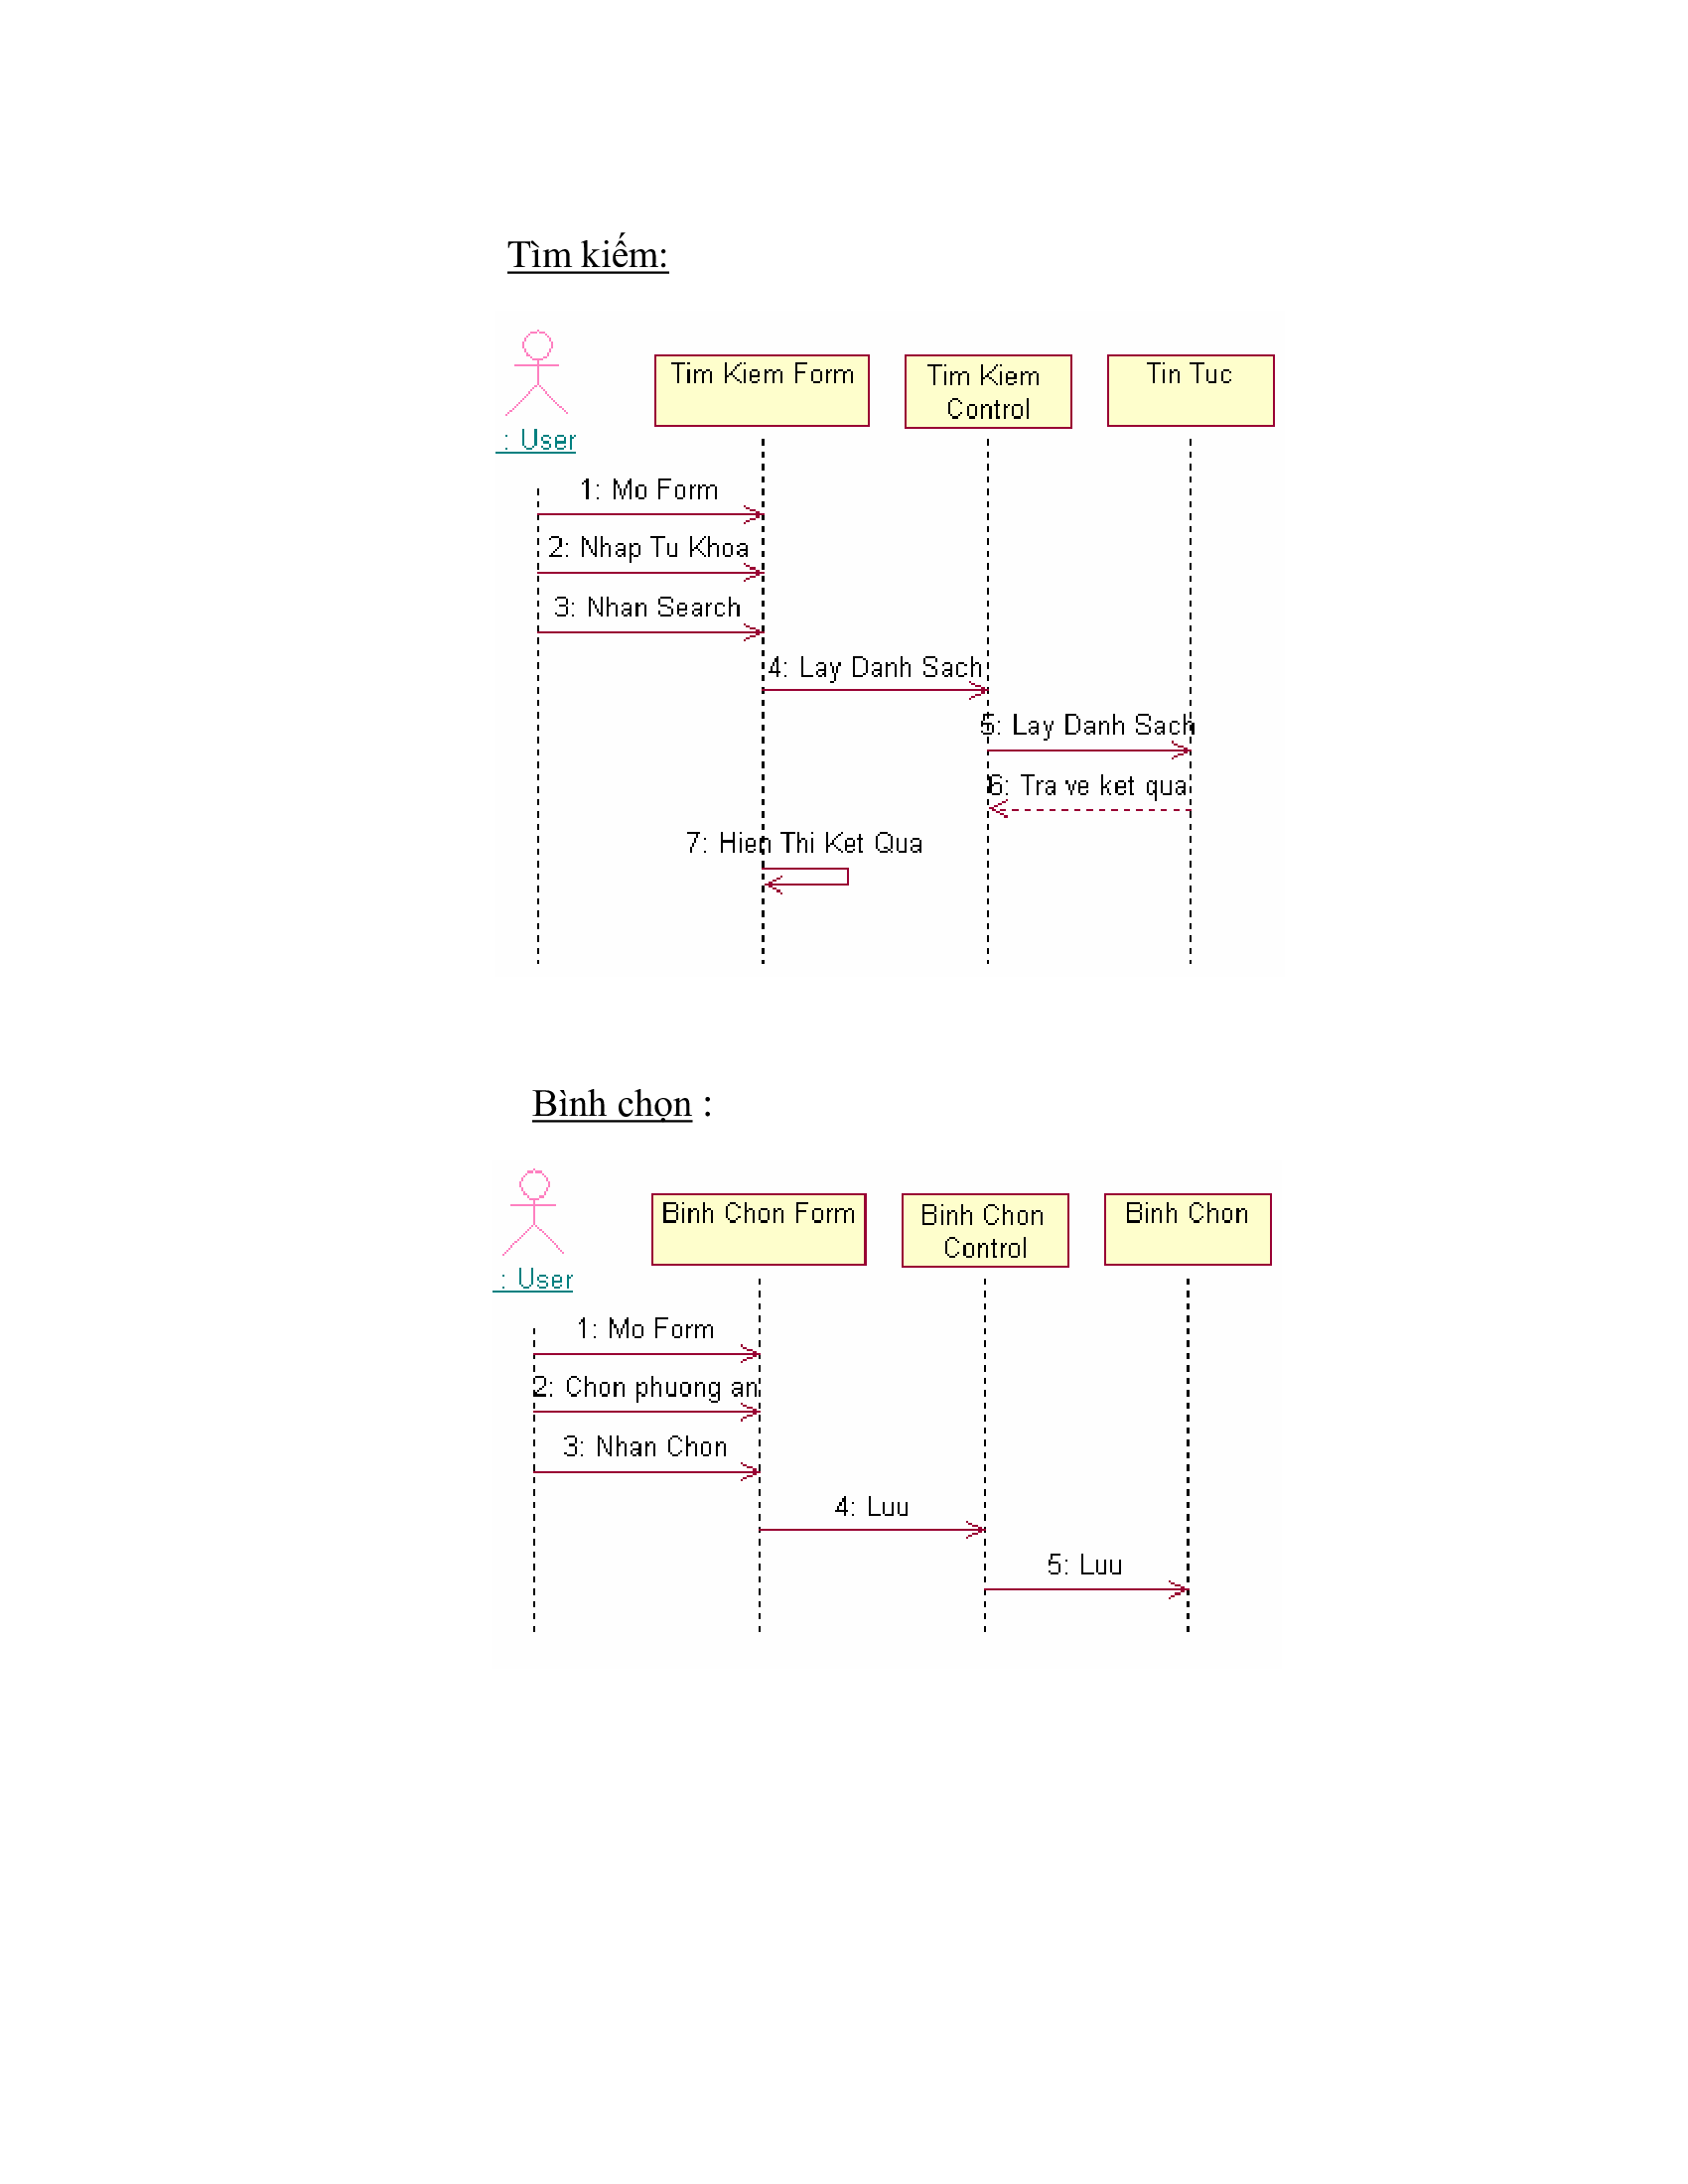 Tìm kiếm:
: User
Tim Kiem Form
Tim Kiem
Control
Tin Tuc
1: Mo Form
2: Nhap Tu Khoa
3: Nhan Search
4: Lay Danh Sach
5: Lay Danh Sach
6: Tra ve ket qua
7: Hien Thi Ket Qua
Bình chọn :
: User
Binh Chon Form
Binh Chon
Control
Binh Chon
1: Mo Form
2: Chon phuong an
3: Nhan Chon
4: Luu
5: Luu